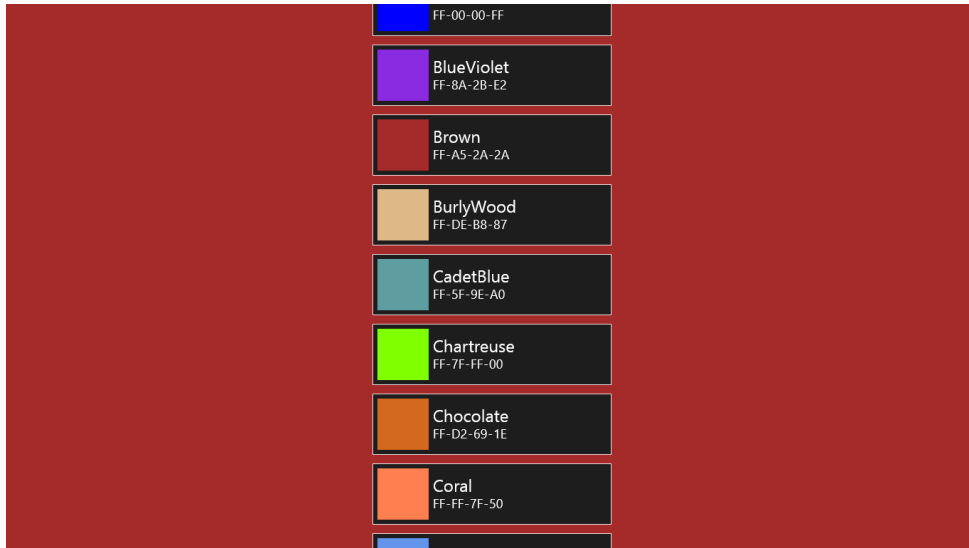 FF-00-00-FF
BlueViolet
FF-8A-2B-E2
Brown
FF-A5-2A-2A
BurlyWood
FF-DE-B8-87
CadetBlue
FF-5F-9E-A0
Chartreuse
FF-7F-FF-00
Chocolate
FF-D2-69-1E
Coral
FF-FF-7F-50